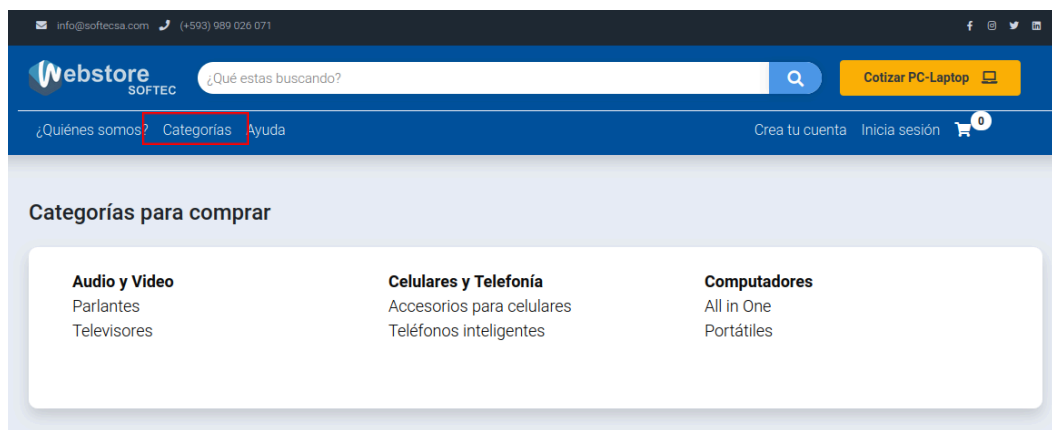 info@softecsa.com (+593) 989 026 071
Webstore
SOFTEC
¿Qué estas buscando?
Cotizar PC-Laptop
¿Quiénes somos? Categorías Ayuda
Crea tu cuenta Inicia sesión 0
Categorías para comprar
Audio y Video
Parlantes
Televisores
Celulares y Telefonía
Accesorios para celulares
Teléfonos inteligentes
Computadores
All in One
Portátiles